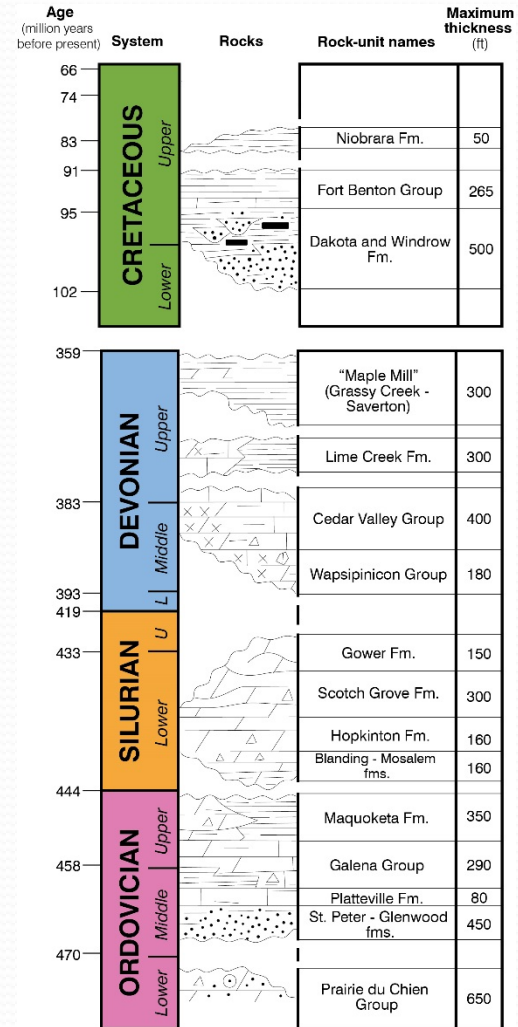 Age
(million years
before present)
System
Rocks
Rock-unit names
Maximum
thickness
(ft)
66
74
83
91
95
102
CRETACEOUS
Upper
Lower
Niobrara Fm.
50
Fort Benton Group
265
Dakota and Windrow
Fm.
500
359
383
393
419
DEVONIAN
Upper
Middle
L
"Maple Mill"
(Grassy Creek -
Saverton)
300
Lime Creek Fm.
300
Cedar Valley Group
400
Wapsipinicon Group
180
433
444
SILURIAN
U
Lower
Gower Fm.
150
Scotch Grove Fm.
300
Hopkinton Fm.
160
Blanding - Mosalem
fms.
160
458
470
ORDOVICIAN
Upper
Middle
Lower
Maquoketa Fm.
350
Galena Group
290
Platteville Fm.
80
St. Peter - Glenwood
fms.
450
Prairie du Chien
Group
650